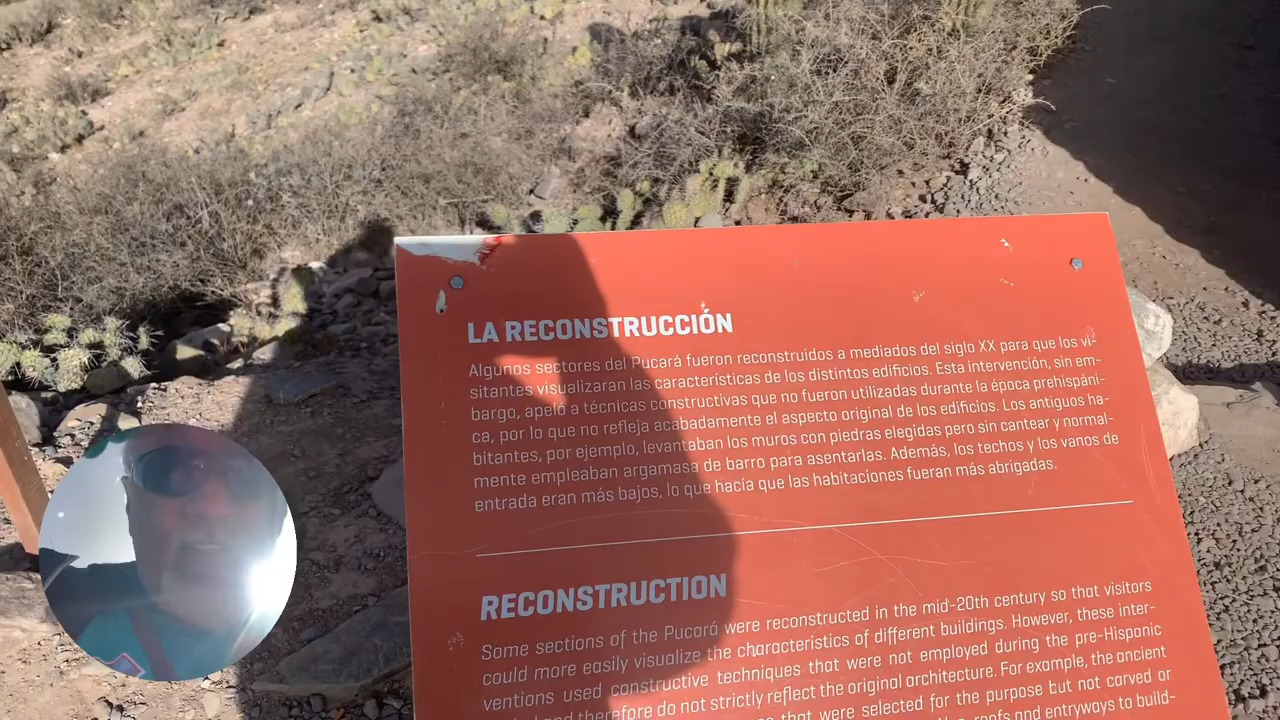 LA RECONSTRUCCIÓN
Algunos sectores del Pucará fueron reconstruidos a mediados del siglo XX para que los vi-
sitantes visualizaran las características de los distintos edificios. Esta intervención, sin em-
bargo, apeló a técnicas constructivas que no fueron utilizadas durante la época prehispáni-
ca, por lo que no refleja acabadamente el aspecto original de los edificios. Los antiguos ha-
bitantes, por ejemplo, levantaban los muros con piedras elegidas pero sin cantear y normal-
mente empleaban argamasa de barro para asentarlas. Además, los techos y los vanos de
entrada eran más bajos, lo que hacía que las habitaciones fueran más abrigadas.
RECONSTRUCTION
Some sections of the Pucará were reconstructed in the mid-20th century so that visitors
could more easily visualize the characteristics of different buildings. However, these inter-
ventions used constructive techniques that were not employed during the pre-Hispanic
and therefore do not strictly reflect the original architecture. For example, the ancient
that were selected for the purpose but not carved or
roofs and entryways to build-